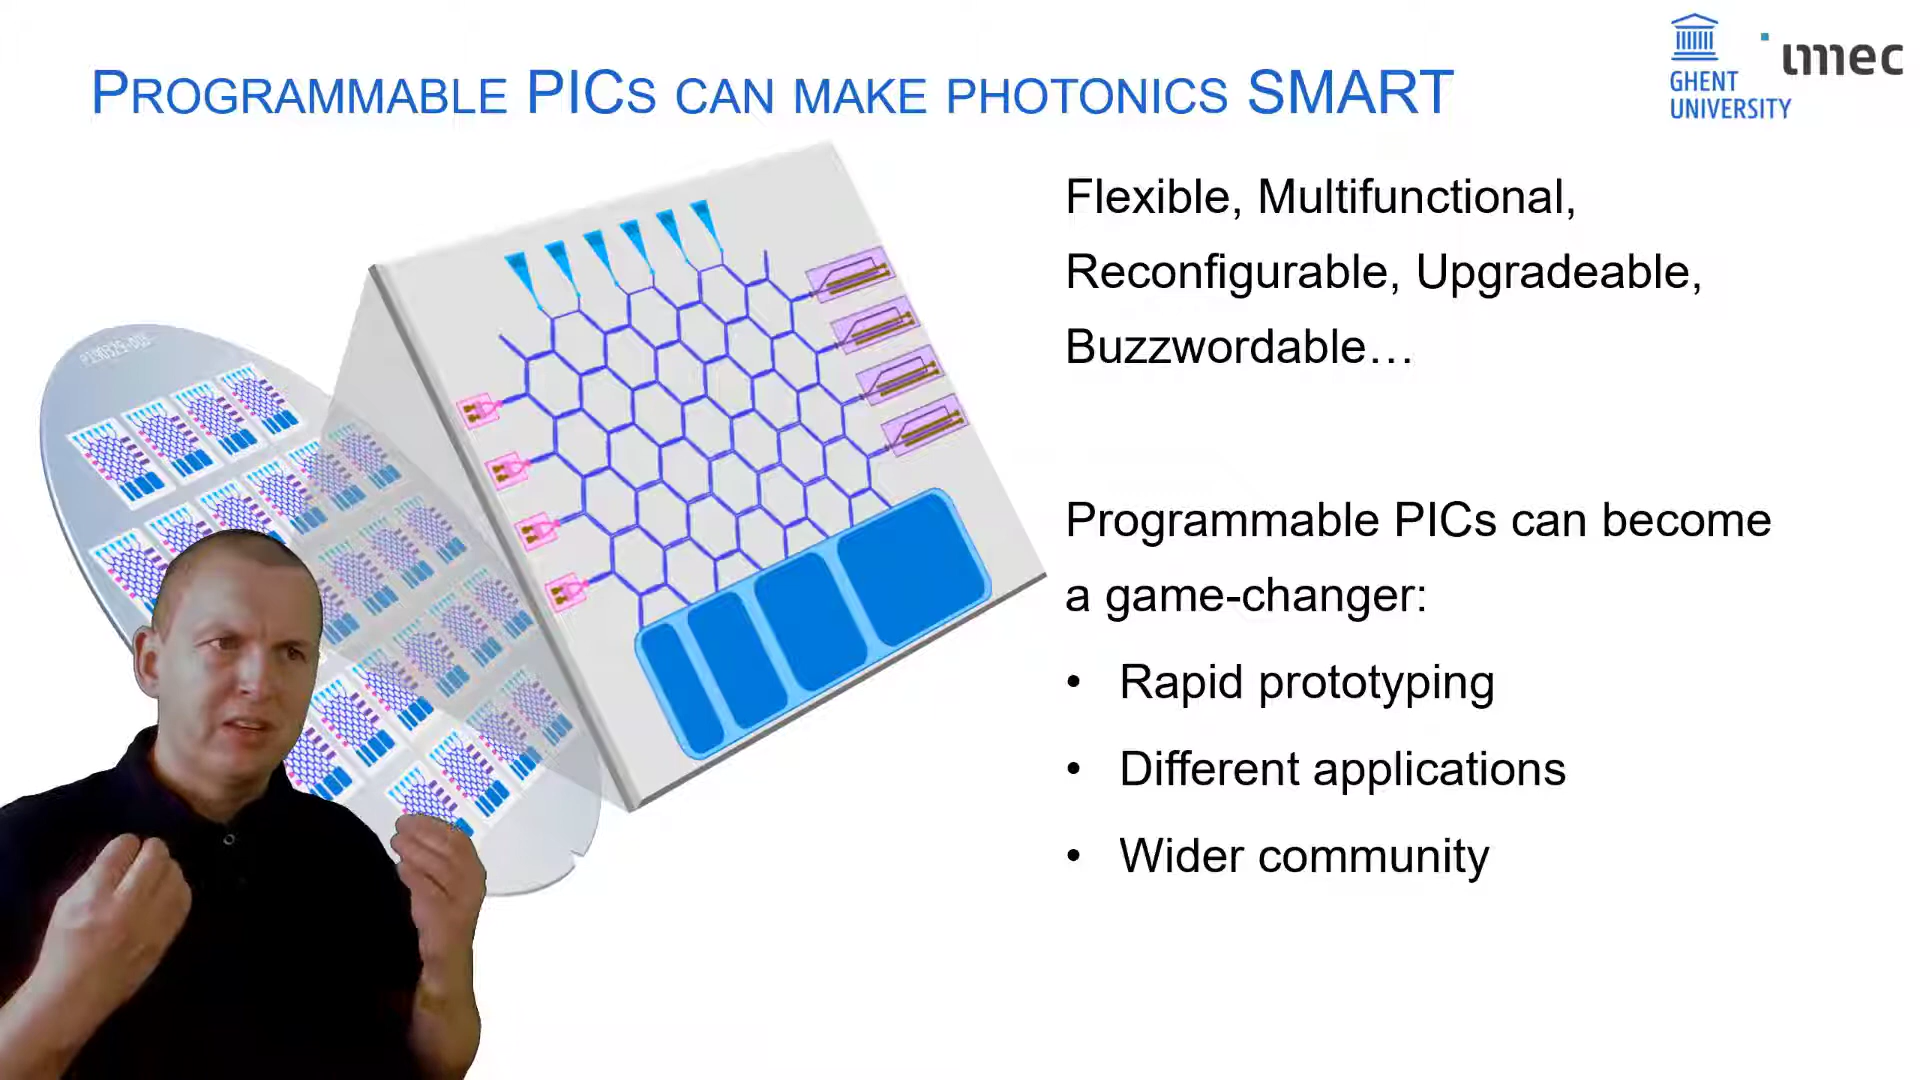 PROGRAMMABLE PICS CAN MAKE PHOTONICS SMART
GHENT
UNIVERSITY
imec
Flexible, Multifunctional,
Reconfigurable, Upgradeable,
Buzzwordable…
Programmable PICs can become
a game-changer:
• Rapid prototyping
• Different applications
• Wider community